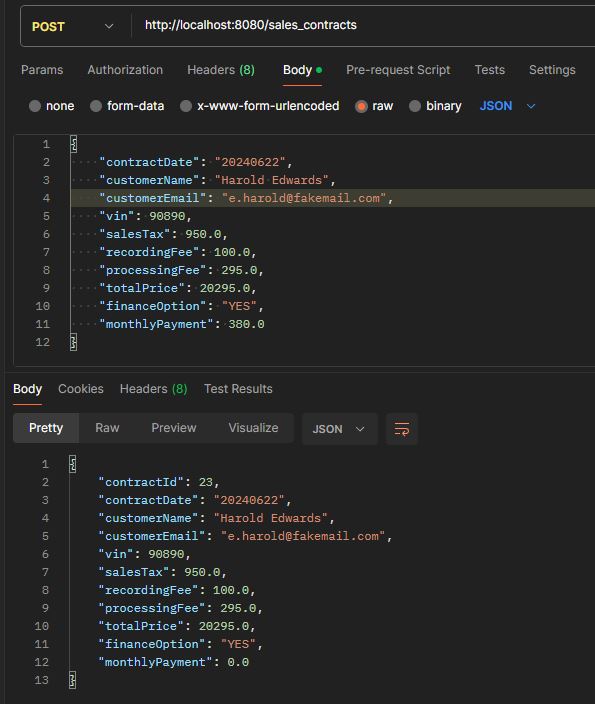 POST http://localhost:8080/sales_contracts
Params Authorization Headers (8) Body Pre-request Script Tests Settings
none form-data x-www-form-urlencoded raw binary JSON
1 {
2 "contractDate": "20240622",
3 "customerName": "Harold Edwards",
4 "customerEmail": "e.harold@fakemail.com",
5 "vin": 90890,
6 "salesTax": 950.0,
7 "recordingFee": 100.0,
8 "processingFee": 295.0,
9 "totalPrice": 20295.0,
10 "financeOption": "YES",
11 "monthlyPayment": 380.0
12 }
Body Cookies Headers (8) Test Results
Pretty Raw Preview Visualize JSON
1 {
2 "contractId": 23,
3 "contractDate": "20240622",
4 "customerName": "Harold Edwards",
5 "customerEmail": "e.harold@fakemail.com",
6 "vin": 90890,
7 "salesTax": 950.0,
8 "recordingFee": 100.0,
9 "processingFee": 295.0,
10 "totalPrice": 20295.0,
11 "financeOption": "YES",
12 "monthlyPayment": 0.0
13 }